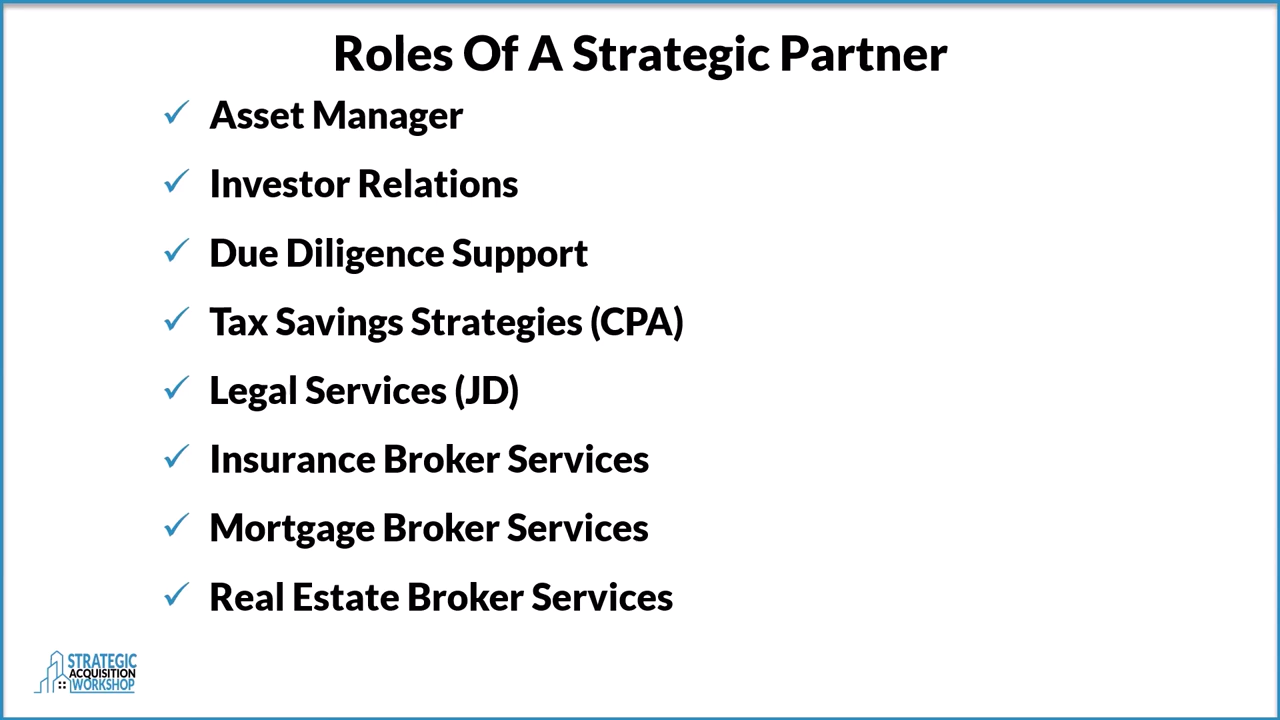 Roles Of A Strategic Partner
✓ Asset Manager
✓ Investor Relations
✓ Due Diligence Support
✓ Tax Savings Strategies (CPA)
✓ Legal Services (JD)
✓ Insurance Broker Services
✓ Mortgage Broker Services
✓ Real Estate Broker Services
STRATEGIC
ACQUISITION
WORKSHOP